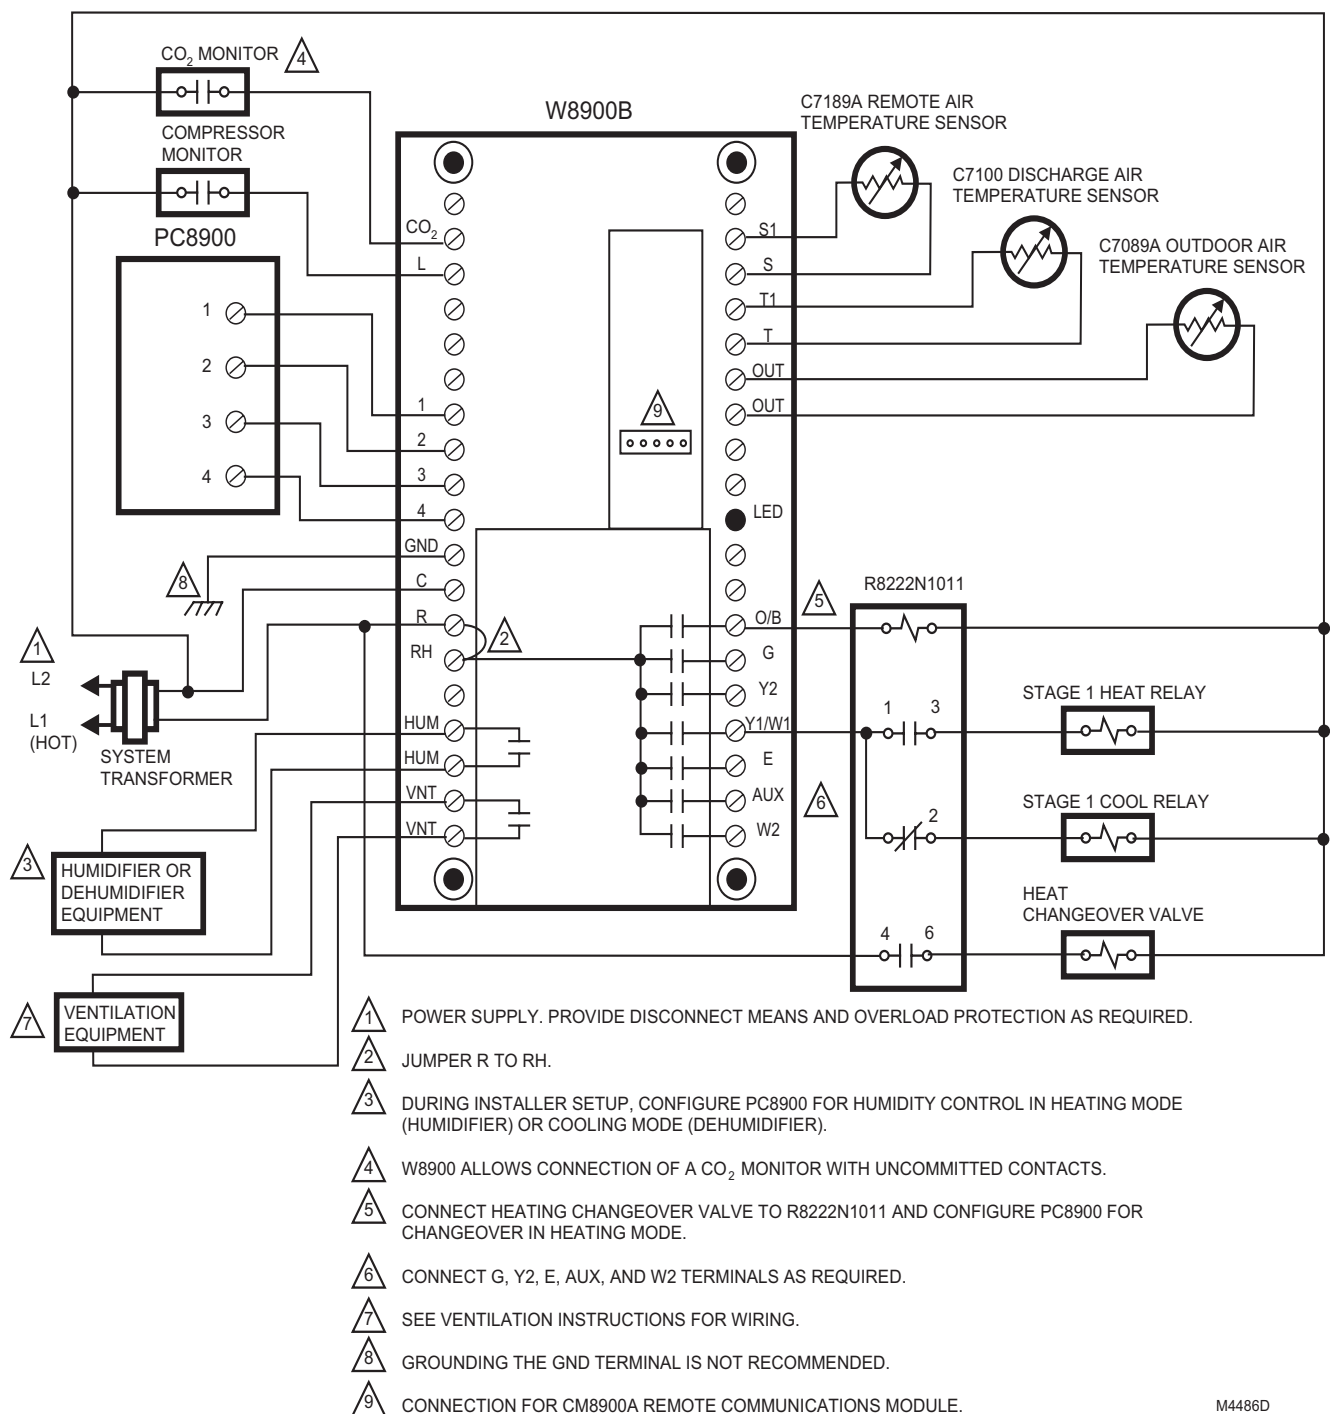 CO2 MONITOR
4
COMPRESSOR
MONITOR
PC8900
1
2
3
4
W8900B
C7189A REMOTE AIR
TEMPERATURE SENSOR
C7100 DISCHARGE AIR
TEMPERATURE SENSOR
C7089A OUTDOOR AIR
TEMPERATURE SENSOR
CO2
L
1
2
3
4
GND
C
R
RH
HUM
HUM
VNT
VNT
S1
S
T1
T
OUT
OUT
LED
O/B
G
Y2
Y1/W1
E
AUX
W2
9
8
2
5
6
1
L2
L1
(HOT)
SYSTEM
TRANSFORMER
3
HUMIDIFIER OR
DEHUMIDIFIER
EQUIPMENT
7
VENTILATION
EQUIPMENT
R8222N1011
1 3
2
4 6
STAGE 1 HEAT RELAY
STAGE 1 COOL RELAY
HEAT
CHANGEOVER VALVE
1 POWER SUPPLY. PROVIDE DISCONNECT MEANS AND OVERLOAD PROTECTION AS REQUIRED.
2 JUMPER R TO RH.
3 DURING INSTALLER SETUP, CONFIGURE PC8900 FOR HUMIDITY CONTROL IN HEATING MODE
(HUMIDIFIER) OR COOLING MODE (DEHUMIDIFIER).
4 W8900 ALLOWS CONNECTION OF A CO2 MONITOR WITH UNCOMMITTED CONTACTS.
5 CONNECT HEATING CHANGEOVER VALVE TO R8222N1011 AND CONFIGURE PC8900 FOR
CHANGEOVER IN HEATING MODE.
6 CONNECT G, Y2, E, AUX, AND W2 TERMINALS AS REQUIRED.
7 SEE VENTILATION INSTRUCTIONS FOR WIRING.
8 GROUNDING THE GND TERMINAL IS NOT RECOMMENDED.
9 CONNECTION FOR CM8900A REMOTE COMMUNICATIONS MODULE.
M4486D